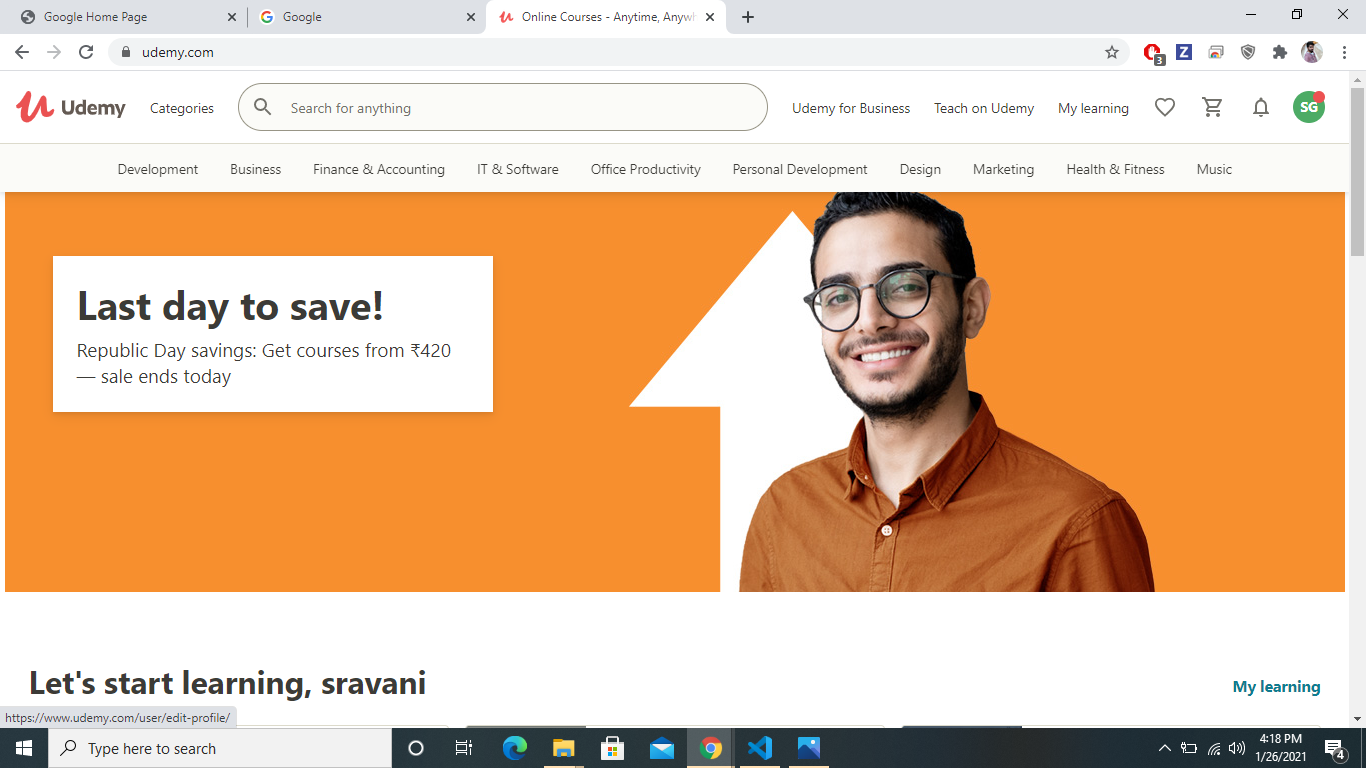 Google Home Page
Google
Online Courses - Anytime, Anywh
udemy.com
3
Z
Udemy
Categories
Search for anything
Udemy for Business
Teach on Udemy
My learning
SG
Development
Business
Finance & Accounting
IT & Software
Office Productivity
Personal Development
Design
Marketing
Health & Fitness
Music
Last day to save!
Republic Day savings: Get courses from ₹420
— sale ends today
Let's start learning, sravani
My learning
https://www.udemy.com/user/edit-profile/
Type here to search
4:18 PM
1/26/2021
4